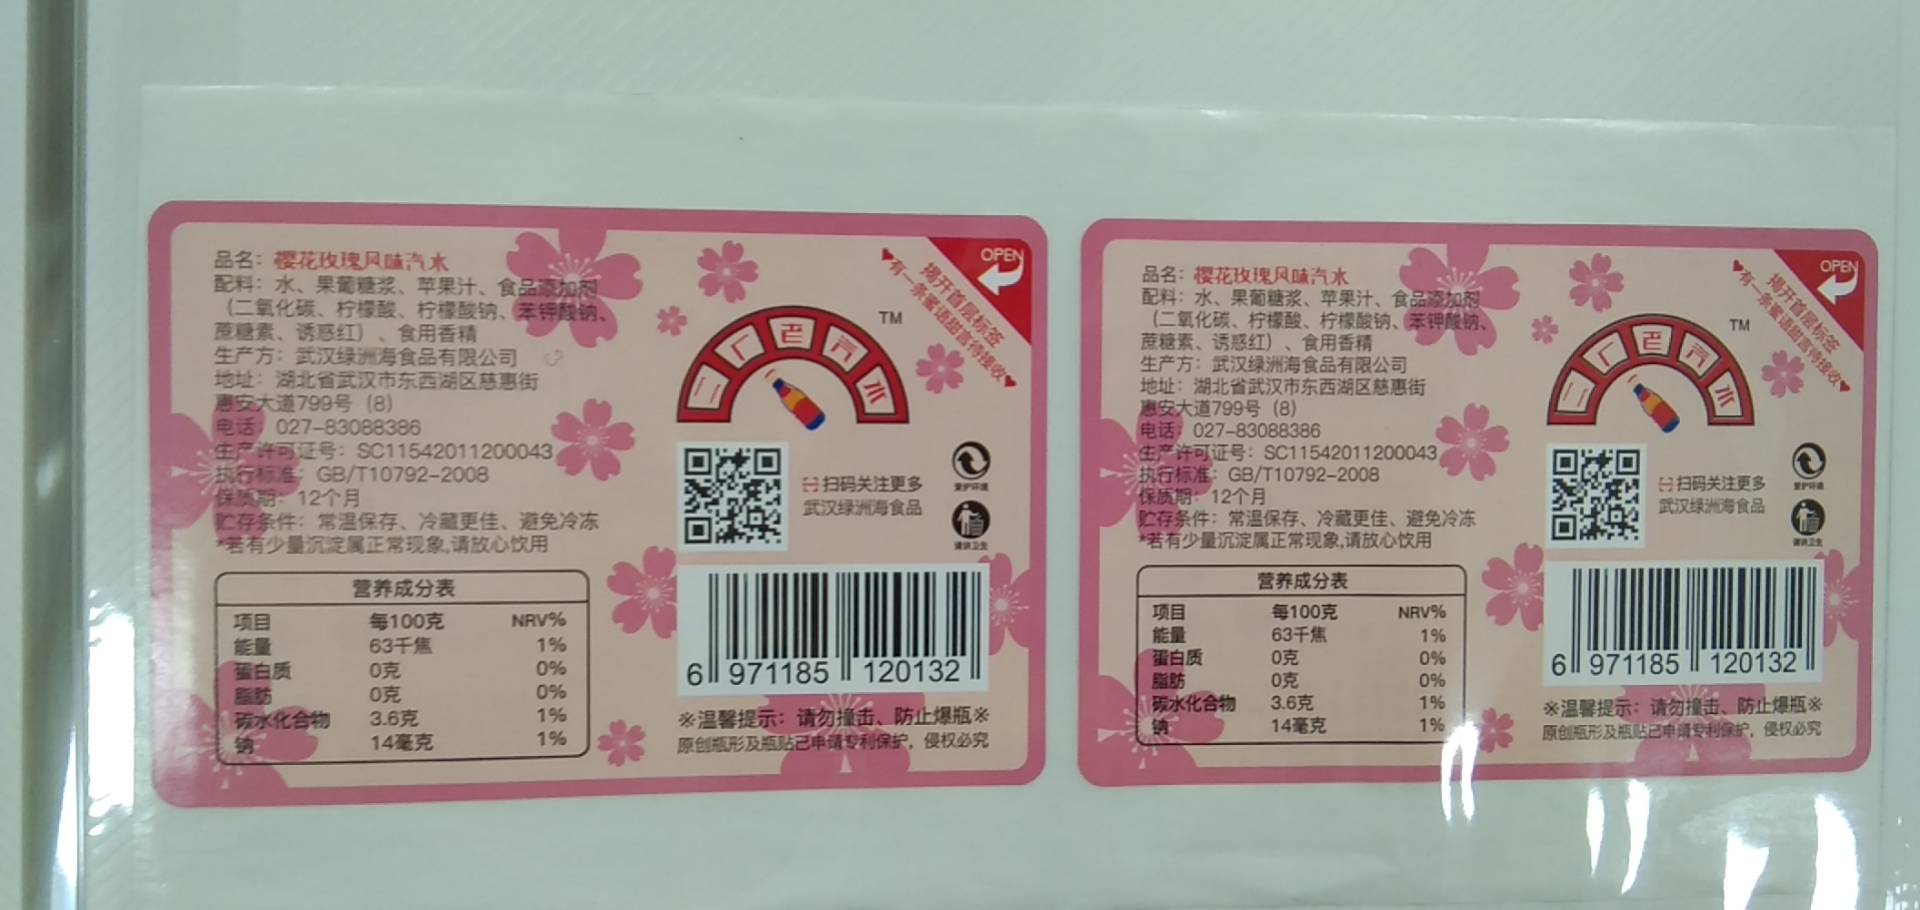 品名：樱花玫瑰风味汽水
配料：水、果葡糖浆、苹果汁、食品添加剂
（二氧化碳、柠檬酸、柠檬酸钠、苯钾酸钠、
蔗糖素、诱惑红）、食用香精
生产方：武汉绿洲海食品有限公司
地址：湖北省武汉市东西湖区慈惠街
惠安大道799号（8）
电话：027-83088386
生产许可证号：SC11542011200043
执行标准：GB/T10792-2008
保质期：12个月
贮存条件：常温保存、冷藏更佳、避免冷冻
*若有少量沉淀属正常现象,请放心饮用
营养成分表
项目 每100克 NRV%
能量 63千焦 1%
蛋白质 0克 0%
脂肪 0克 0%
碳水化合物 3.6克 1%
钠 14毫克 1%
OPEN
揭开首层标签
♥有一条蜜语甜言待接收♥
二厂老汽水
TM
扫码关注更多
武汉绿洲海食品
爱护环境
请讲卫生
6 971185 120132
※温馨提示：请勿撞击、防止爆瓶※
原创瓶形及瓶贴已申请专利保护，侵权必究
品名：樱花玫瑰风味汽水
配料：水、果葡糖浆、苹果汁、食品添加剂
（二氧化碳、柠檬酸、柠檬酸钠、苯钾酸钠、
蔗糖素、诱惑红）、食用香精
生产方：武汉绿洲海食品有限公司
地址：湖北省武汉市东西湖区慈惠街
惠安大道799号（8）
电话：027-83088386
生产许可证号：SC11542011200043
执行标准：GB/T10792-2008
保质期：12个月
贮存条件：常温保存、冷藏更佳、避免冷冻
*若有少量沉淀属正常现象,请放心饮用
营养成分表
项目 每100克 NRV%
能量 63千焦 1%
蛋白质 0克 0%
脂肪 0克 0%
碳水化合物 3.6克 1%
钠 14毫克 1%
OPEN
揭开首层标签
♥有一条蜜语甜言待接收♥
二厂老汽水
TM
扫码关注更多
武汉绿洲海食品
爱护环境
请讲卫生
6 971185 120132
※温馨提示：请勿撞击、防止爆瓶※
原创瓶形及瓶贴已申请专利保护，侵权必究